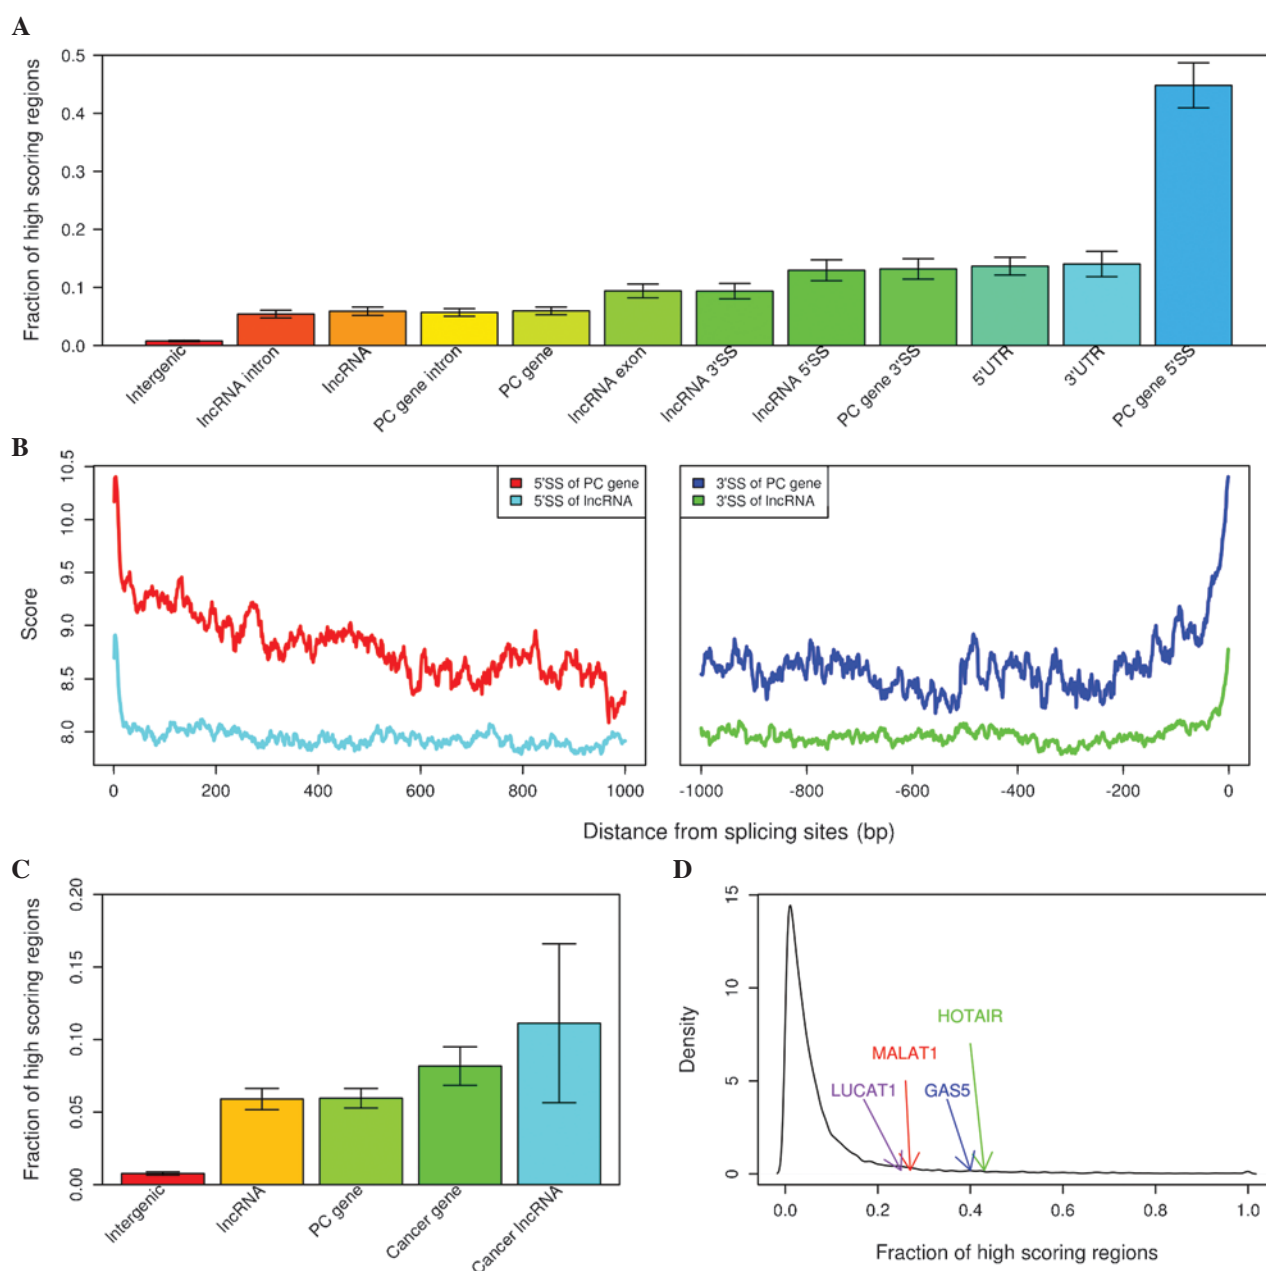 A
Fraction of high scoring regions
0.5
0.4
0.3
0.2
0.1
0.0
Intergenic
lncRNA intron
lncRNA
PC gene intron
PC gene
lncRNA exon
lncRNA 3'SS
lncRNA 5'SS
PC gene 3'SS
5'UTR
3'UTR
PC gene 5'SS
B
Score
10.5
10.0
9.5
9.0
8.5
8.0
5'SS of PC gene
5'SS of lncRNA
3'SS of PC gene
3'SS of lncRNA
0 200 400 600 800 1000
-1000 -800 -600 -400 -200 0
Distance from splicing sites (bp)
C
Fraction of high scoring regions
0.20
0.15
0.10
0.05
0.00
Intergenic
lncRNA
PC gene
Cancer gene
Cancer lncRNA
D
Density
15
10
5
0
HOTAIR
MALAT1
LUCAT1
GAS5
0.0 0.2 0.4 0.6 0.8 1.0
Fraction of high scoring regions